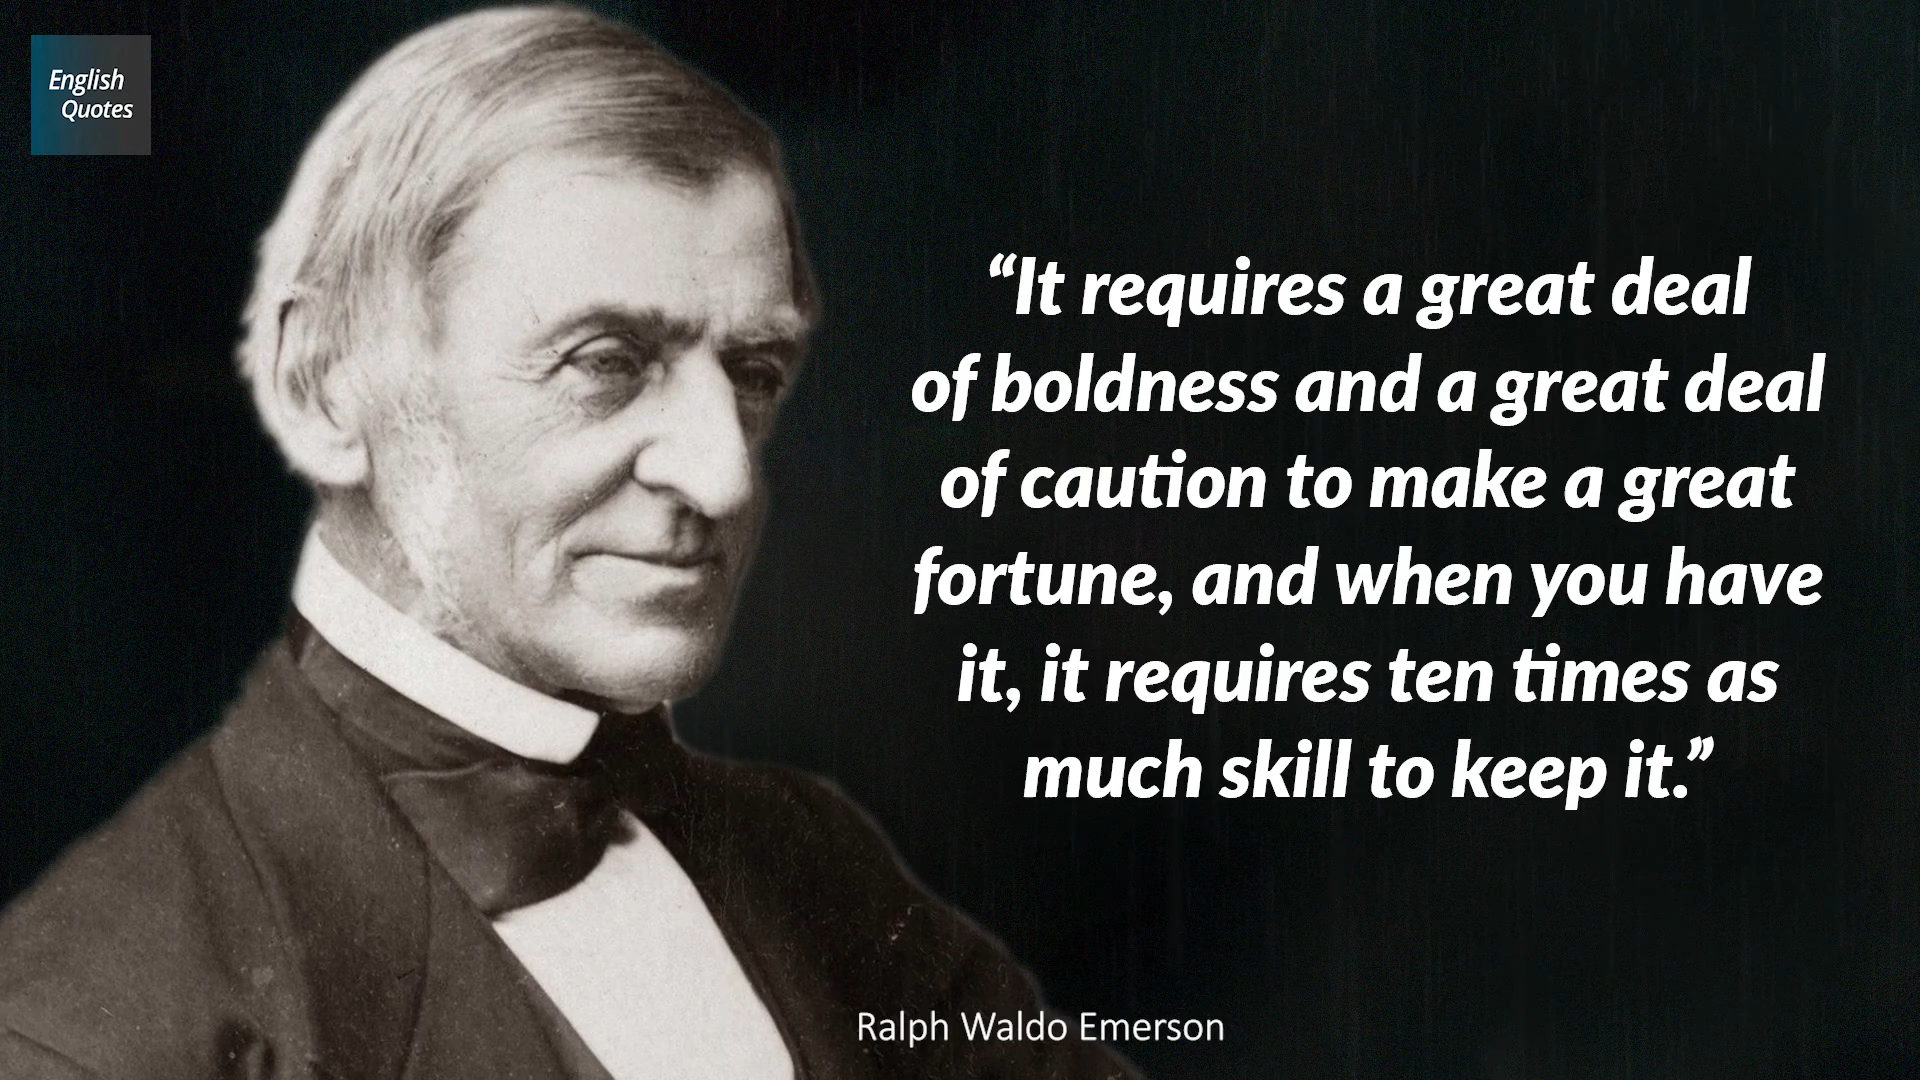 English
Quotes
“It requires a great deal
of boldness and a great deal
of caution to make a great
fortune, and when you have
it, it requires ten times as
much skill to keep it.”
Ralph Waldo Emerson